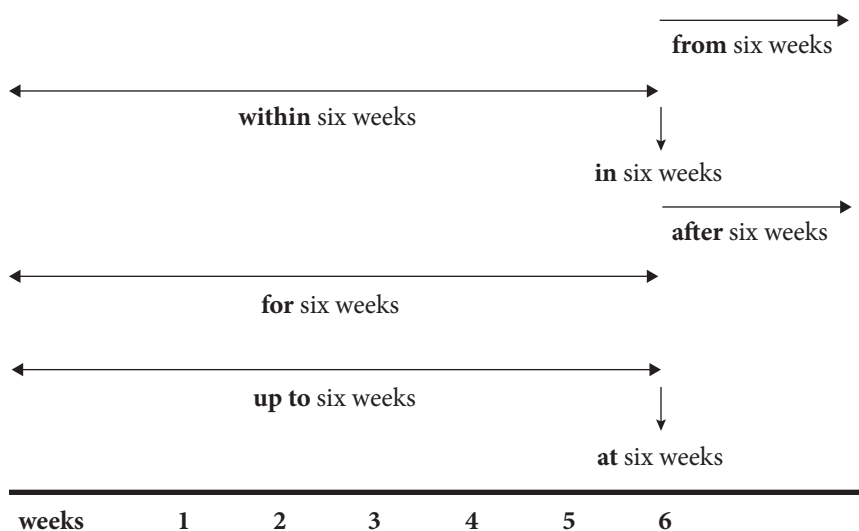 from six weeks
within six weeks
in six weeks
after six weeks
for six weeks
up to six weeks
at six weeks
weeks 1 2 3 4 5 6